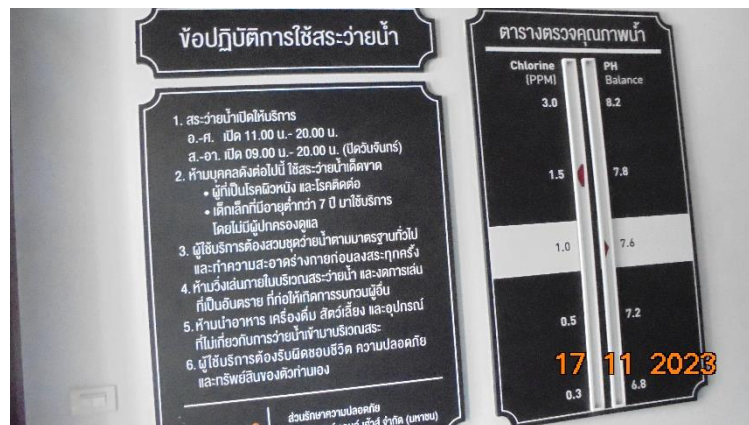 ข้อปฏิบัติการใช้สระว่ายน้ำ
1. สระว่ายน้ำเปิดให้บริการ
อ.-ศ. เปิด 11.00 น.- 20.00 น.
ส.-อา. เปิด 09.00 น.- 20.00 น. (ปิดวันจันทร์)
2. ห้ามบุคคลดังต่อไปนี้ ใช้สระว่ายน้ำเด็ดขาด
• ผู้ที่เป็นโรคผิวหนัง และโรคติดต่อ
• เด็กเล็กที่มีอายุต่ำกว่า 7 ปี มาใช้บริการ
โดยไม่มีผู้ปกครองดูแล
3. ผู้ใช้บริการต้องสวมชุดว่ายน้ำตามมาตรฐานทั่วไป
และทำความสะอาดร่างกายก่อนลงสระทุกครั้ง
4. ห้ามวิ่งเล่นภายในบริเวณสระว่ายน้ำ และงดการเล่น
ที่เป็นอันตราย ที่ก่อให้เกิดการรบกวนผู้อื่น
5. ห้ามนำอาหาร เครื่องดื่ม สัตว์เลี้ยง และอุปกรณ์
ที่ไม่เกี่ยวกับการว่ายน้ำเข้ามาบริเวณสระ
6. ผู้ใช้บริการต้องรับผิดชอบชีวิต ความปลอดภัย
และทรัพย์สินของตัวท่านเอง
ส่วนรักษาความปลอดภัย
เฮ้าส์ จำกัด (มหาชน)
ตารางตรวจคุณภาพน้ำ
Chlorine PH
(PPM) Balance
3.0 8.2
1.5 7.8
1.0 7.6
0.5 7.2
0.3 6.8
17 11 2023